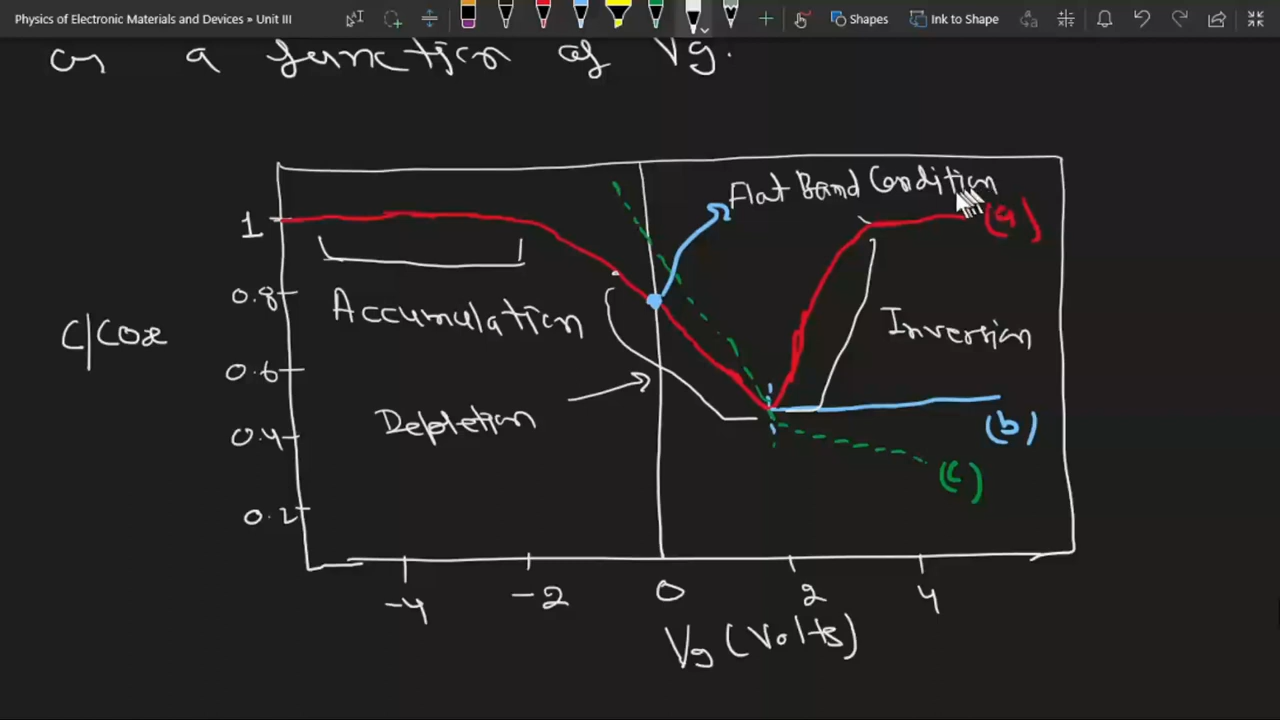 Physics of Electronic Materials and Devices » Unit III
Shapes
Ink to Shape
as a function of Vg.
Flat Band Condition
1
(a)
0.8
Accumulation
C/Cox
Inversion
0.6
Depletion
0.4
(b)
(c)
0.2
-4 -2 0 2 4
Vg (Volts)